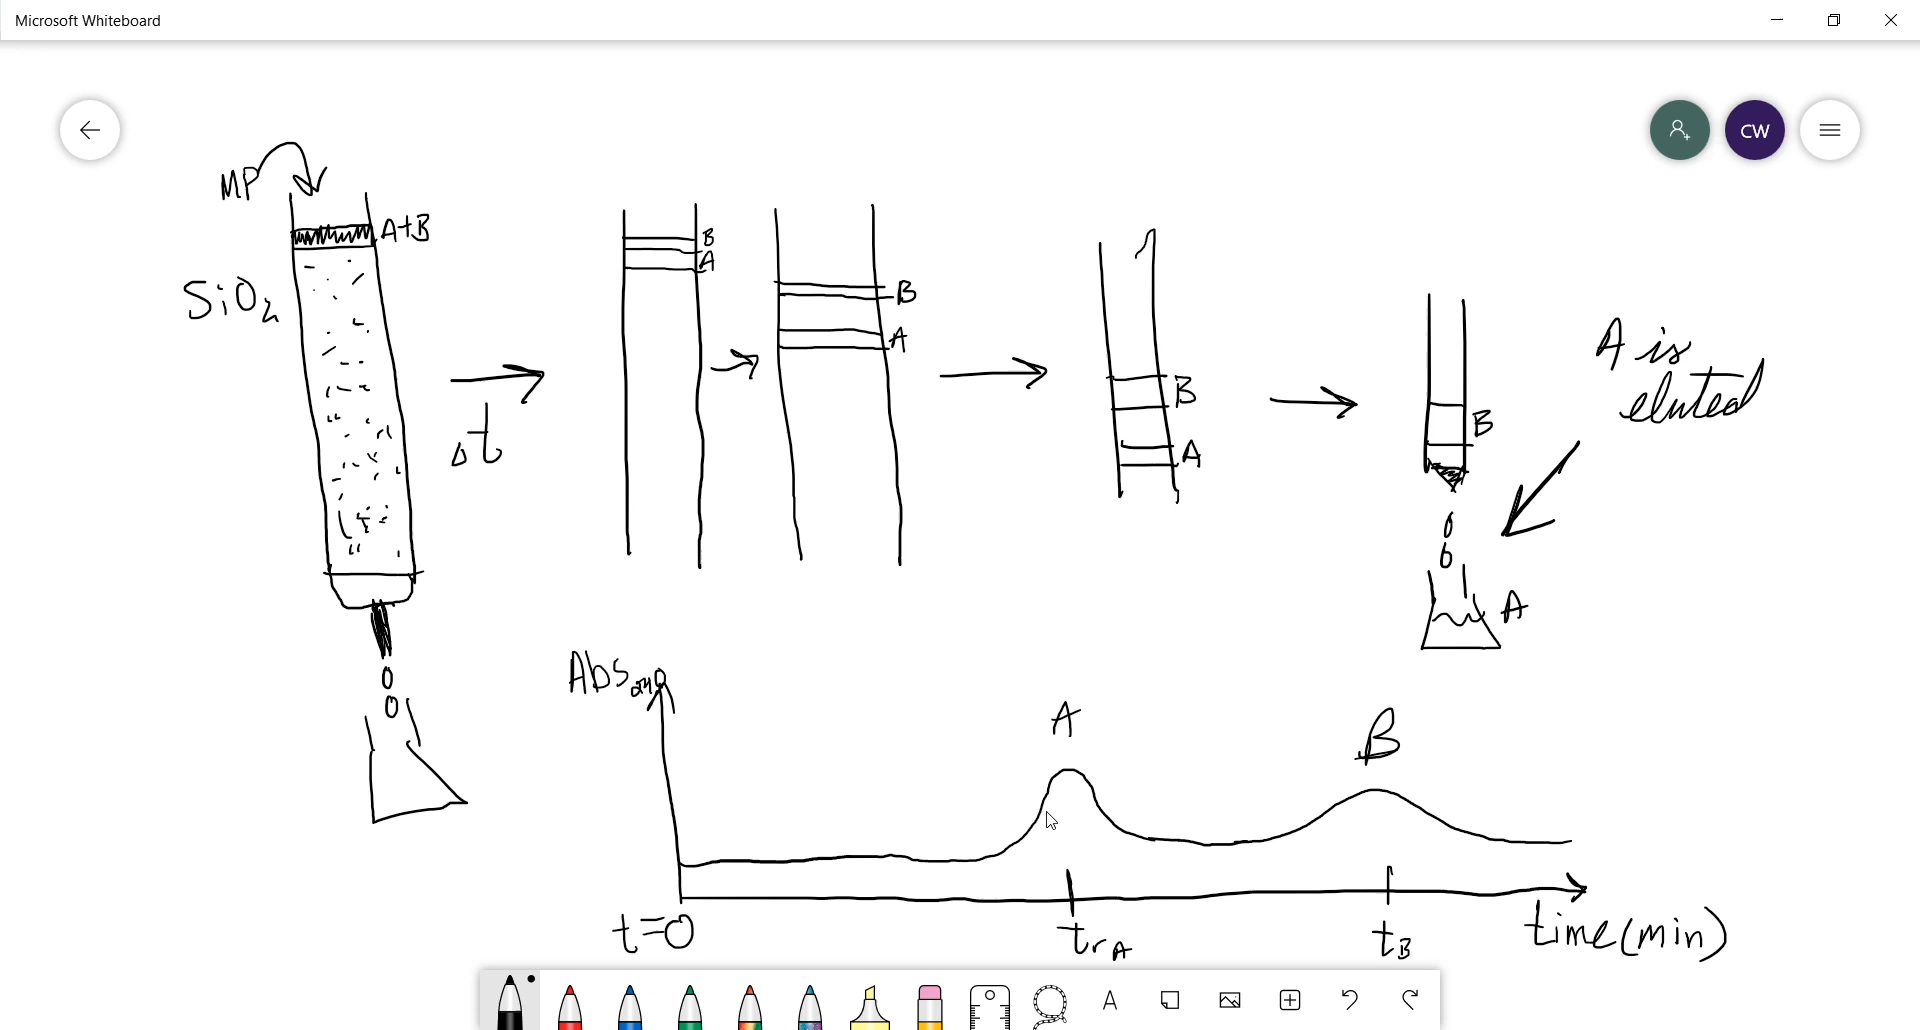 Microsoft Whiteboard
CW
MP
A+B
SiO2
Δt
B
A
B
A
B
A
B
A is
eluted
A
Abs
A
B
t=0
trA
tB
time (min)
A